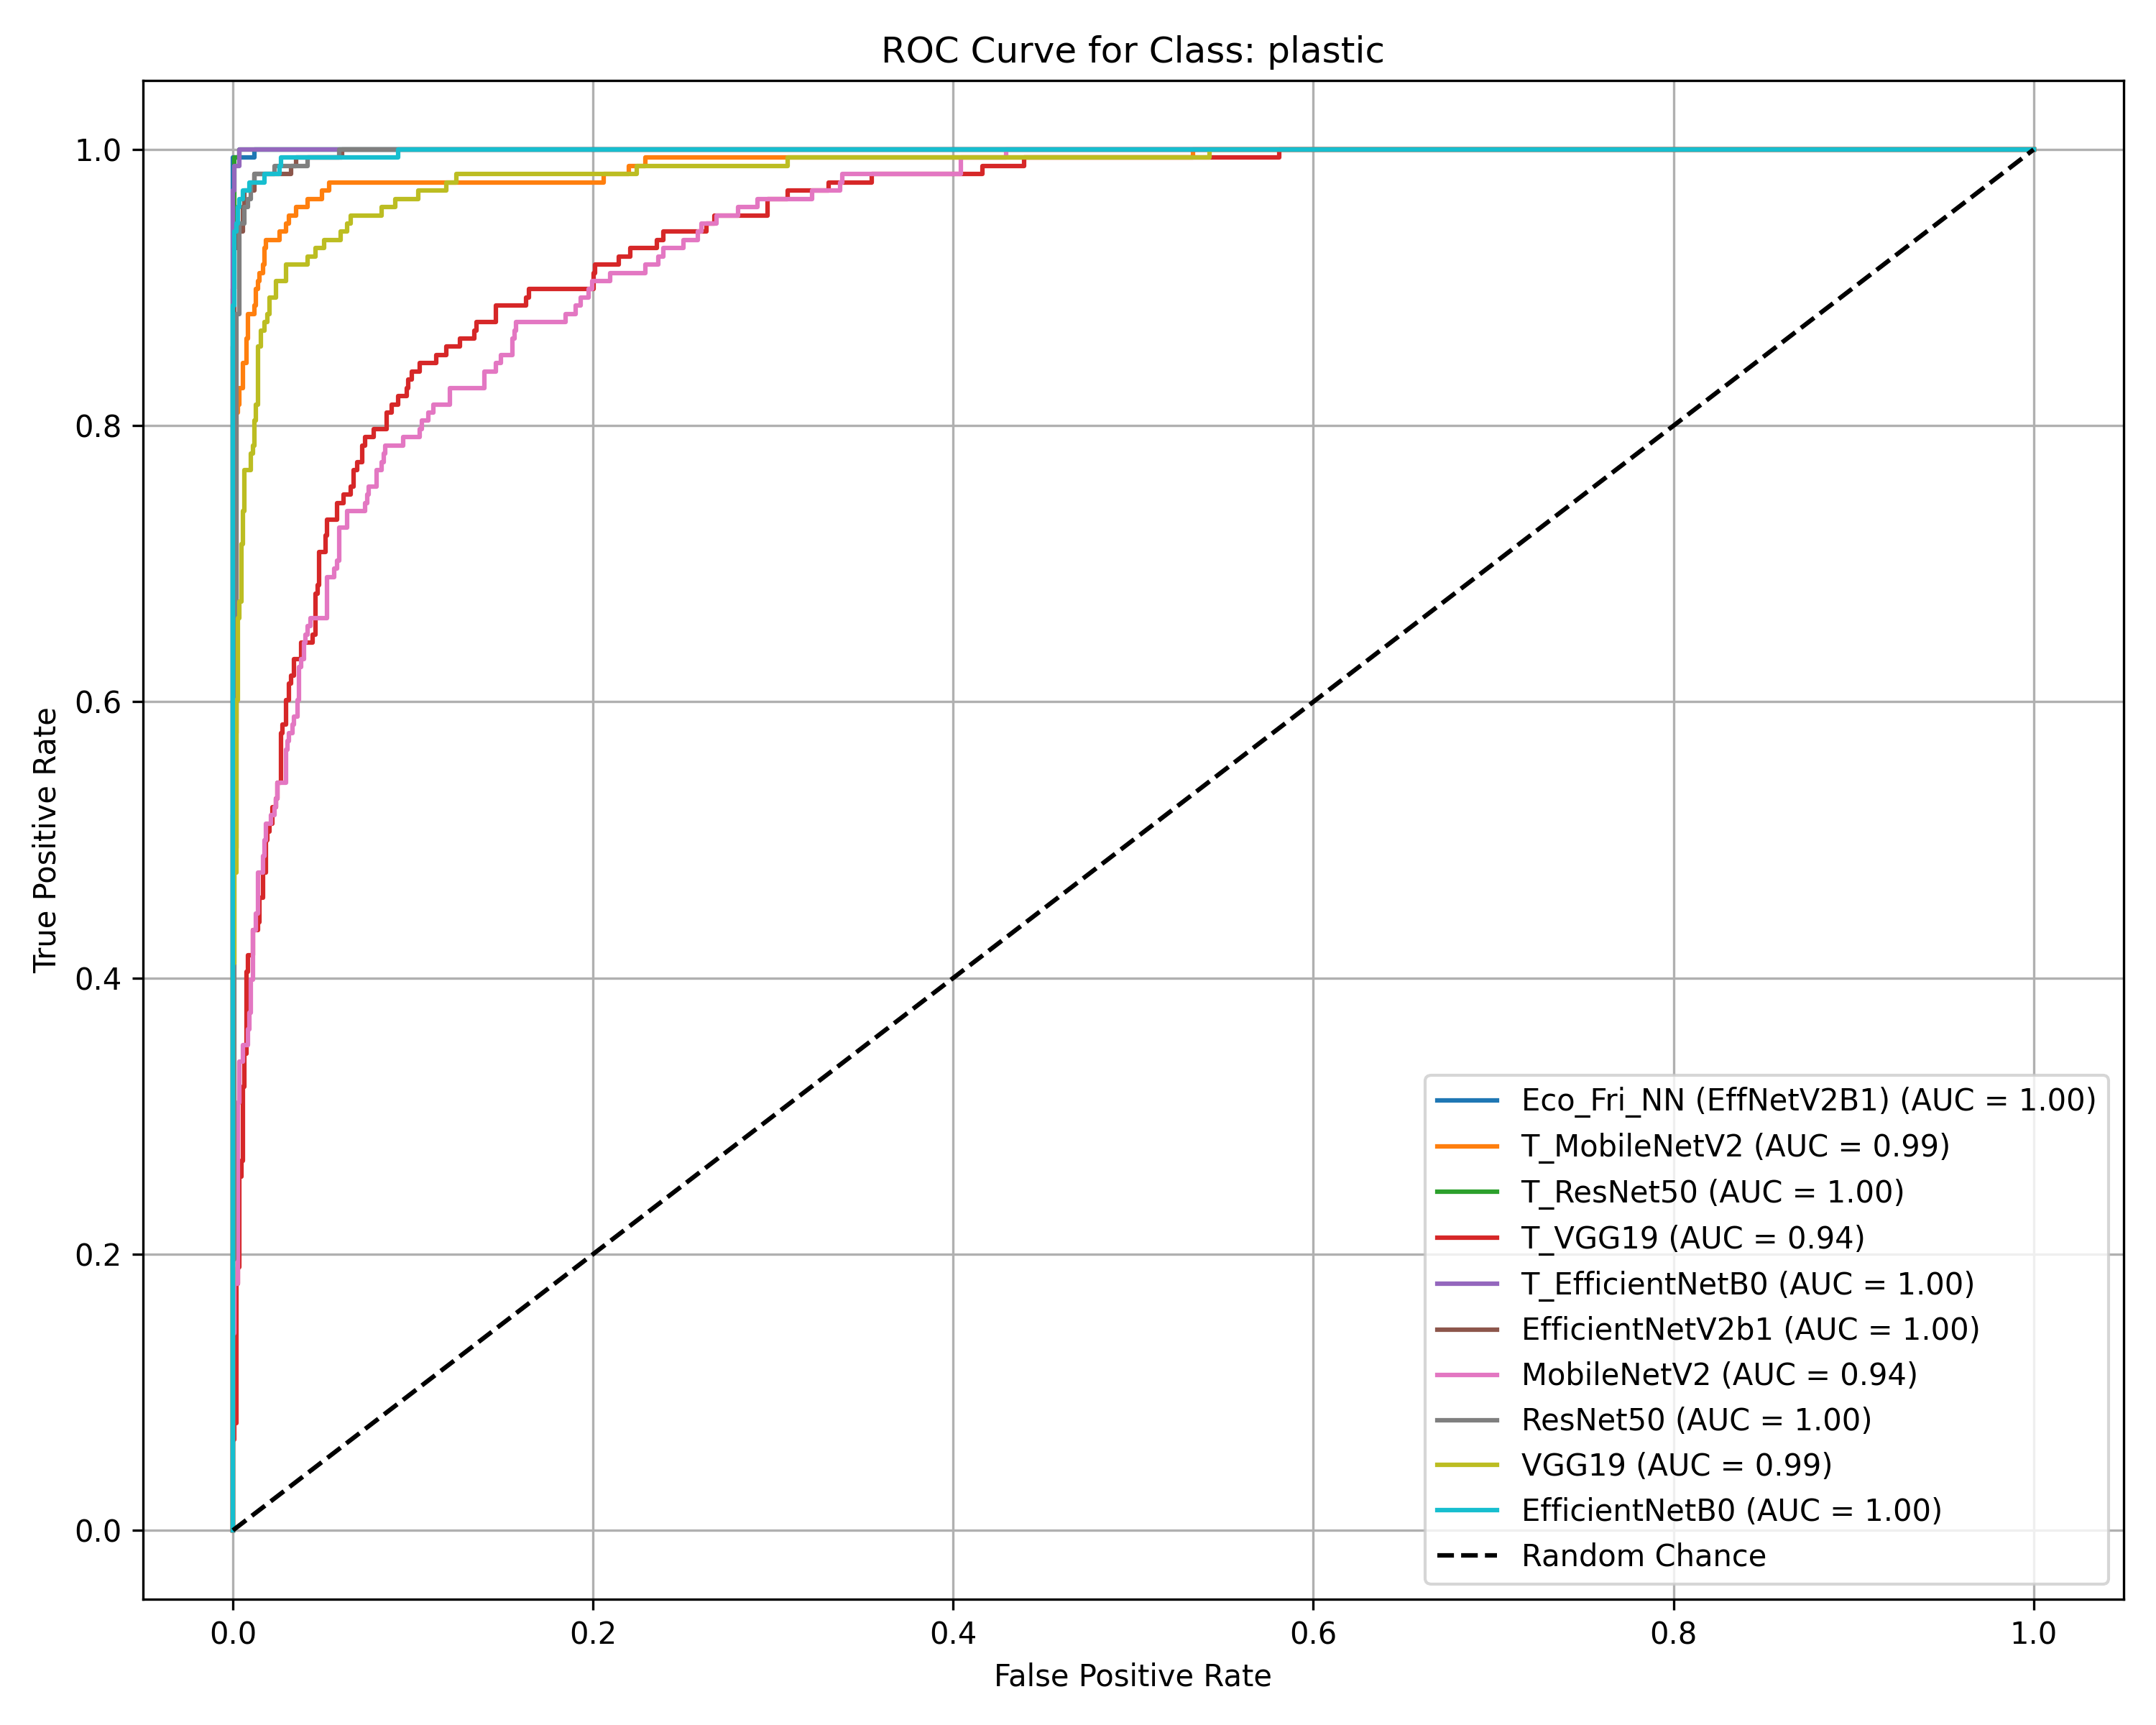 ROC Curve for Class: plastic
True Positive Rate
1.0
0.8
0.6
0.4
0.2
0.0
Eco_Fri_NN (EffNetV2B1) (AUC = 1.00)
T_MobileNetV2 (AUC = 0.99)
T_ResNet50 (AUC = 1.00)
T_VGG19 (AUC = 0.94)
T_EfficientNetB0 (AUC = 1.00)
EfficientNetV2b1 (AUC = 1.00)
MobileNetV2 (AUC = 0.94)
ResNet50 (AUC = 1.00)
VGG19 (AUC = 0.99)
EfficientNetB0 (AUC = 1.00)
Random Chance
0.0 0.2 0.4 0.6 0.8 1.0
False Positive Rate